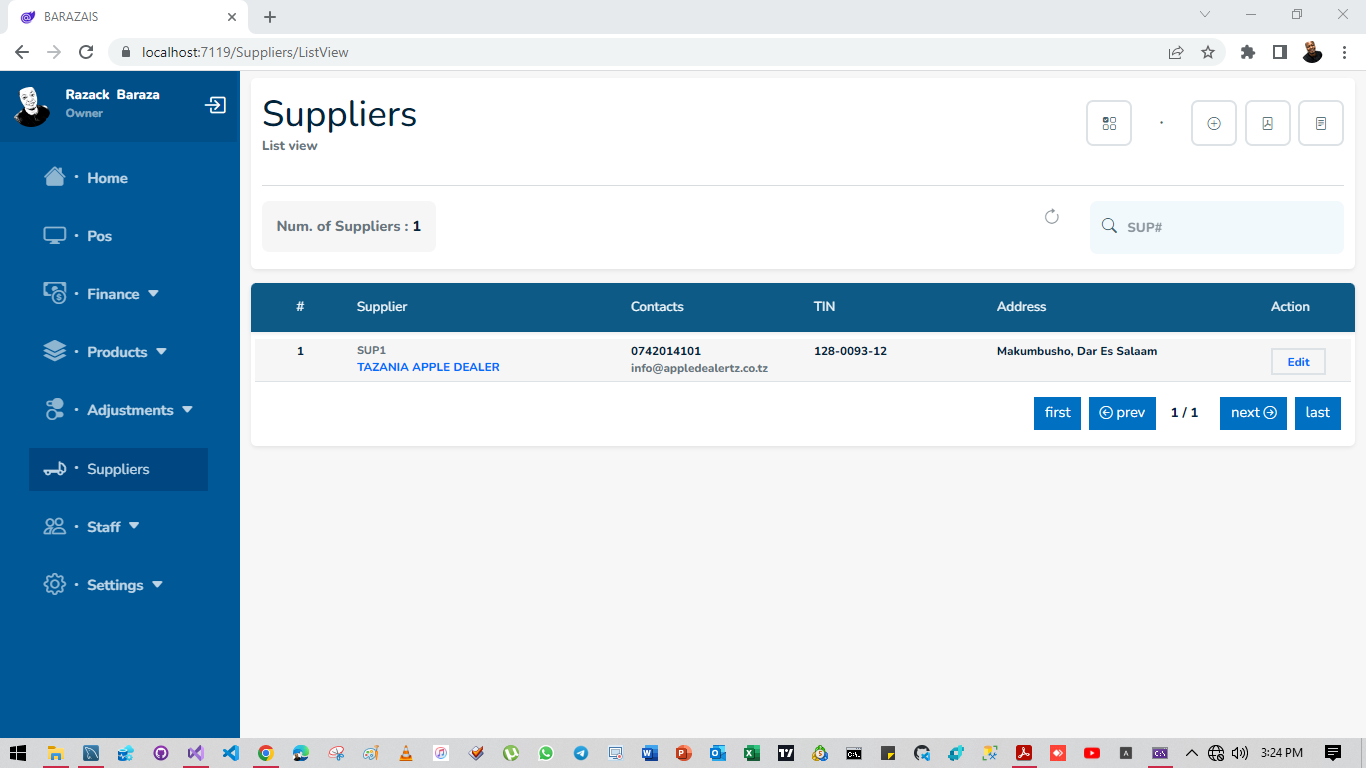 BARAZAIS
localhost:7119/Suppliers/ListView
Razack Baraza
Owner
Home
Pos
Finance
Products
Adjustments
Suppliers
Staff
Settings
Suppliers
List view
Num. of Suppliers : 1
SUP#
# Supplier Contacts TIN Address Action
1 SUP1 0742014101 128-0093-12 Makumbusho, Dar Es Salaam Edit
TAZANIA APPLE DEALER info@appledealertz.co.tz
first prev 1 / 1 next last
3:24 PM